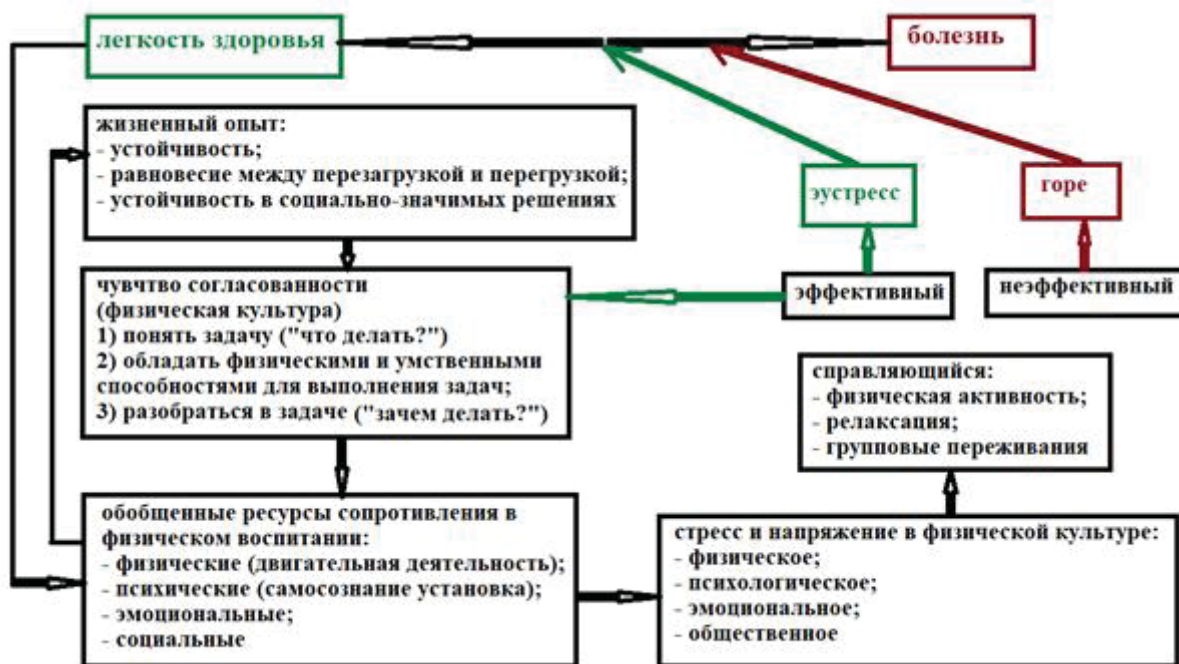 легкость здоровья
болезнь
жизненный опыт:
- устойчивость;
- равновесие между перезагрузкой и перегрузкой;
- устойчивость в социально-значимых решениях
эустресс
горе
чувчтво согласованности
(физическая культура)
1) понять задачу ("что делать?")
2) обладать физическими и умственными
способностями для выполнения задач;
3) разобраться в задаче ("зачем делать?")
эффективный
неэффективный
справляющийся:
- физическая активность;
- релаксация;
- групповые переживания
обобщенные ресурсы сопротивления в
физическом воспитании:
- физические (двигательная деятельность);
- психические (самосознание установка);
- эмоциональные;
- социальные
стресс и напряжение в физической культуре:
- физическое;
- психологическое;
- эмоциональное;
- общественное